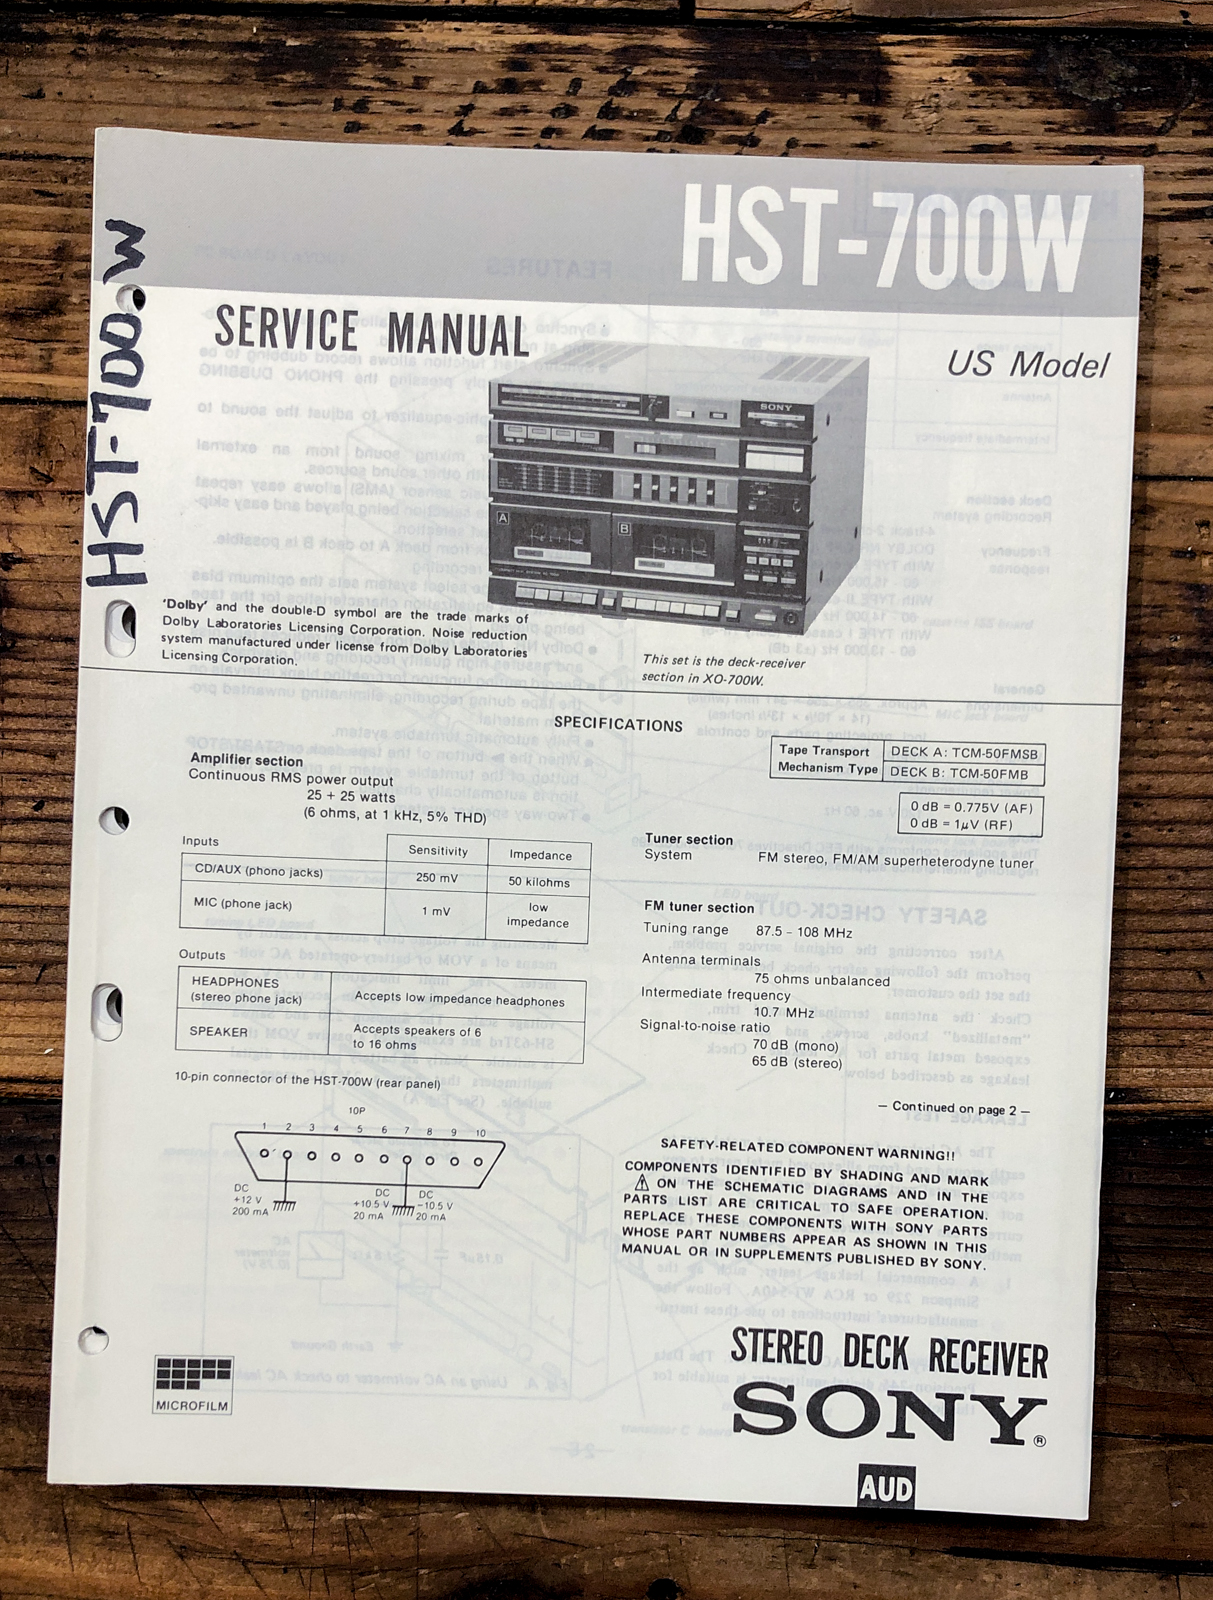 HST-700W
HST-700.W
SERVICE MANUAL
US Model
SONY
A
B
'Dolby' and the double-D symbol are the trade marks of
Dolby Laboratories Licensing Corporation. Noise reduction
system manufactured under license from Dolby Laboratories
Licensing Corporation.
This set is the deck-receiver
section in XO-700W.
SPECIFICATIONS
Amplifier section
Continuous RMS power output
25 + 25 watts
(6 ohms, at 1 kHz, 5% THD)
Inputs
Sensitivity Impedance
CD/AUX (phono jacks) 250 mV 50 kilohms
MIC (phone jack) 1 mV low
impedance
Outputs
HEADPHONES
(stereo phone jack) Accepts low impedance headphones
SPEAKER Accepts speakers of 6
to 16 ohms
10-pin connector of the HST-700W (rear panel)
10P
1 2 3 4 5 6 7 8 9 10
DC
+12 V
200 mA
DC
+10.5 V
20 mA
DC
-10.5 V
20 mA
Tape Transport
Mechanism Type
DECK A: TCM-50FMSB
DECK B: TCM-50FMB
0 dB = 0.775V (AF)
0 dB = 1μV (RF)
Tuner section
System FM stereo, FM/AM superheterodyne tuner
FM tuner section
Tuning range 87.5 - 108 MHz
Antenna terminals
75 ohms unbalanced
Intermediate frequency
10.7 MHz
Signal-to-noise ratio
70 dB (mono)
65 dB (stereo)
— Continued on page 2 —
SAFETY-RELATED COMPONENT WARNING!!
COMPONENTS IDENTIFIED BY SHADING AND MARK
⚠ ON THE SCHEMATIC DIAGRAMS AND IN THE
PARTS LIST ARE CRITICAL TO SAFE OPERATION.
REPLACE THESE COMPONENTS WITH SONY PARTS
WHOSE PART NUMBERS APPEAR AS SHOWN IN THIS
MANUAL OR IN SUPPLEMENTS PUBLISHED BY SONY.
MICROFILM
STEREO DECK RECEIVER
SONY®
AUD